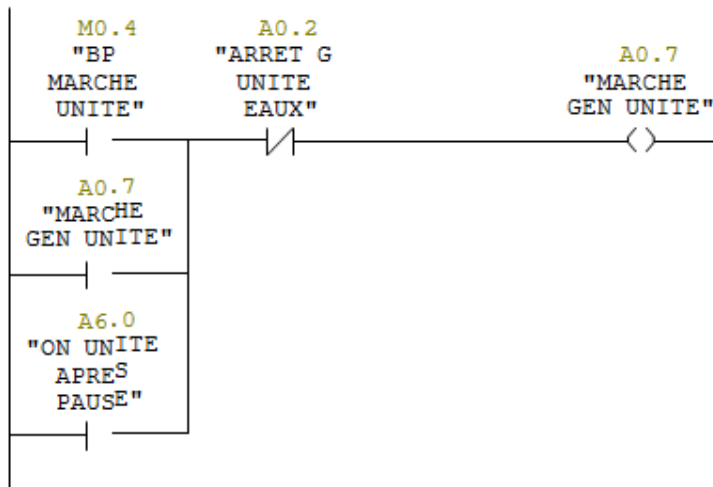 M0.4
"BP
MARCHE
UNITE"
A0.2
"ARRET G
UNITE
EAUX"
A0.7
"MARCHE
GEN UNITE"
A0.7
"MARCHE
GEN UNITE"
A6.0
"ON UNITE
APRES
PAUSE"